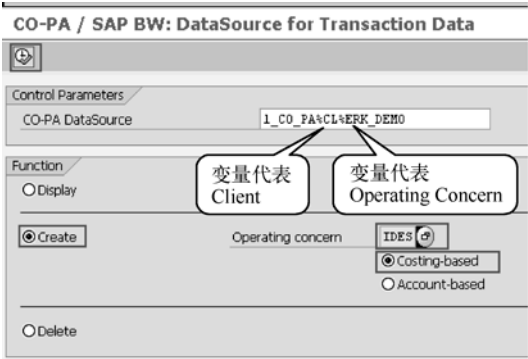 CO-PA / SAP BW: DataSource for Transaction Data
Control Parameters
CO-PA DataSource 1_CO_PA%CL%ERK_DEMO
变量代表
Client
变量代表
Operating Concern
Function
Display
Create Operating concern IDES
Costing-based
Account-based
Delete